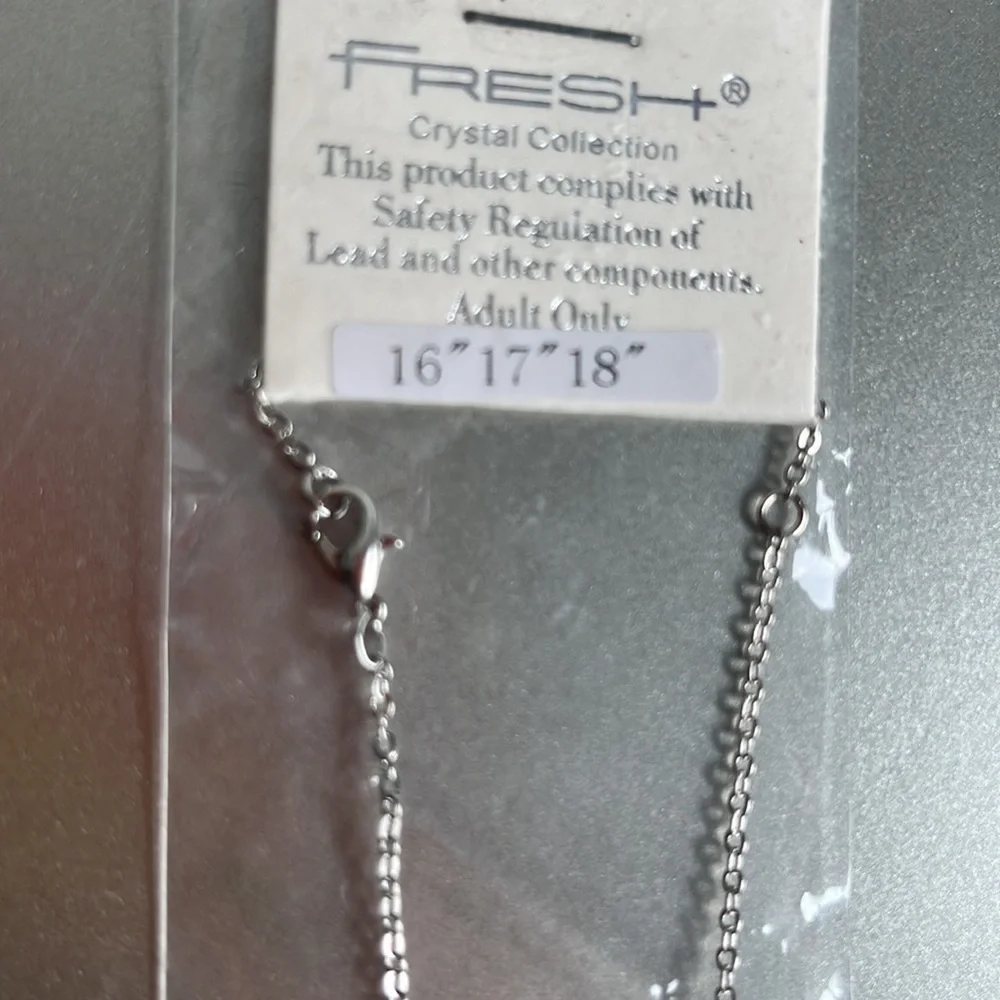 FRESH®
Crystal Collection
This product complies with
Safety Regulation of
Lead and other components.
Adult Only
16" 17" 18"